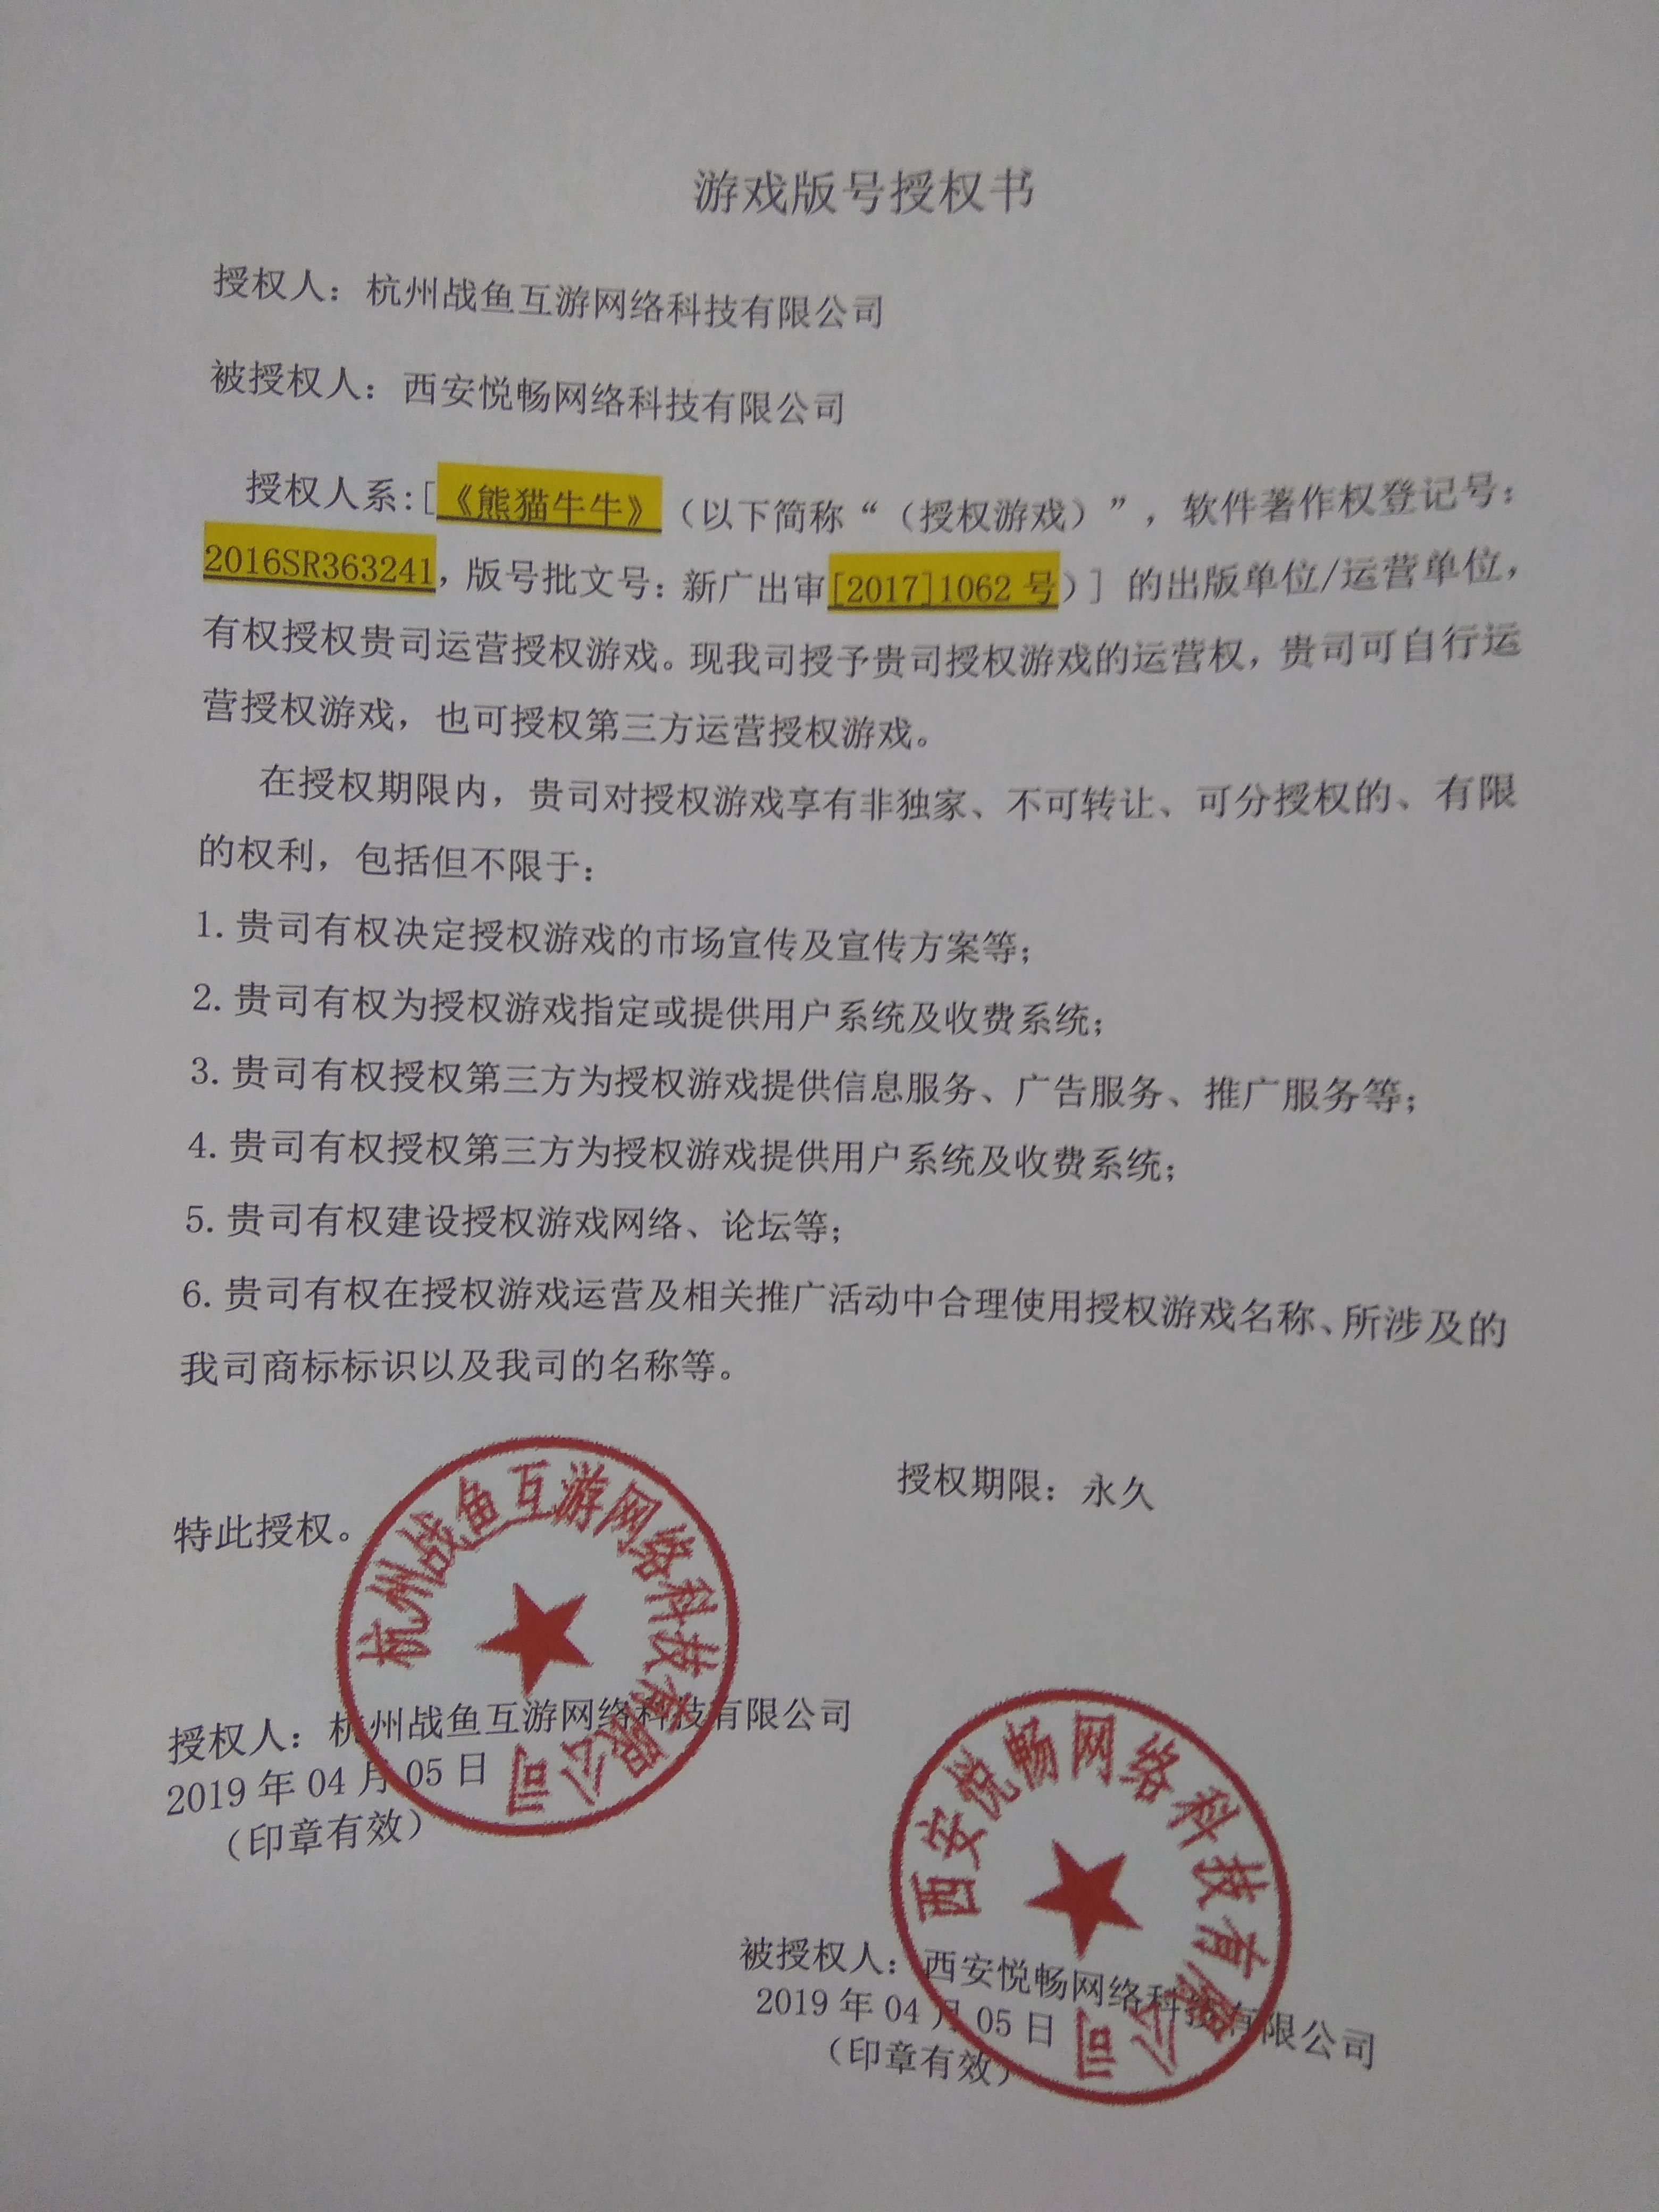 游戏版号授权书
授权人：杭州战鱼互游网络科技有限公司
被授权人：西安悦畅网络科技有限公司
授权人系:[《熊猫牛牛》（以下简称“（授权游戏）”，软件著作权登记号：
2016SR363241，版号批文号：新广出审[2017]1062 号）] 的出版单位/运营单位，
有权授权贵司运营授权游戏。现我司授予贵司授权游戏的运营权，贵司可自行运
营授权游戏，也可授权第三方运营授权游戏。
在授权期限内，贵司对授权游戏享有非独家、不可转让、可分授权的、有限
的权利，包括但不限于：
1. 贵司有权决定授权游戏的市场宣传及宣传方案等；
2. 贵司有权为授权游戏指定或提供用户系统及收费系统；
3. 贵司有权授权第三方为授权游戏提供信息服务、广告服务、推广服务等；
4. 贵司有权授权第三方为授权游戏提供用户系统及收费系统；
5. 贵司有权建设授权游戏网络、论坛等；
6. 贵司有权在授权游戏运营及相关推广活动中合理使用授权游戏名称、所涉及的
我司商标标识以及我司的名称等。
授权期限：永久
特此授权。
杭州战鱼互游网络科技有限公司
授权人：杭州战鱼互游网络科技有限公司
2019 年 04 月 05 日
（印章有效）
西安悦畅网络科技有限公司
被授权人：西安悦畅网络科技有限公司
2019 年 04 月 05 日
（印章有效）